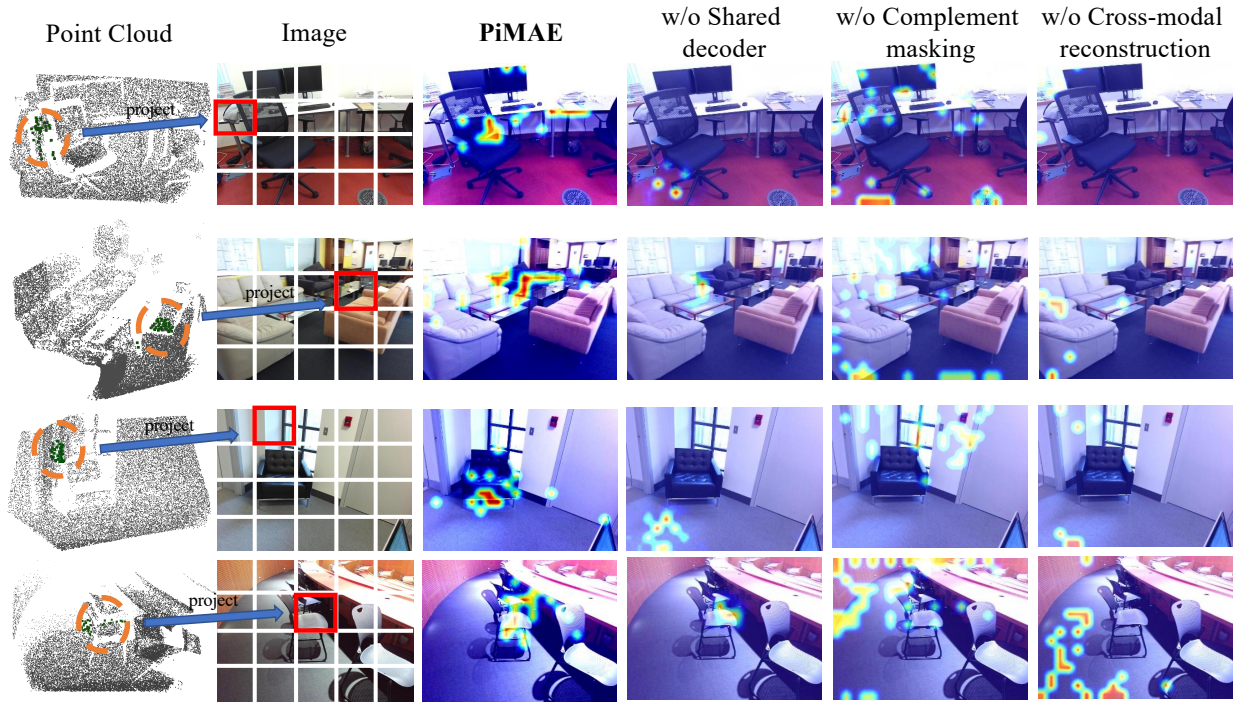 Point Cloud
Image
PiMAE
w/o Shared
decoder
w/o Complement
masking
w/o Cross-modal
reconstruction
project
project
project
project